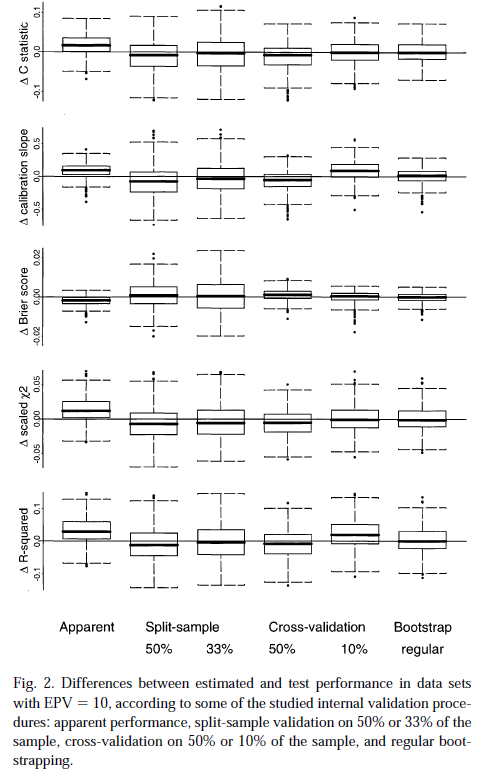 Δ C statistic
0.1
0.0
-0.1
Δ calibration slope
0.5
0.0
-0.5
Δ Brier score
0.02
0.00
-0.02
Δ scaled χ2
0.05
0.00
-0.05
Δ R-squared
0.1
0.0
-0.1
Apparent Split-sample Cross-validation Bootstrap
50% 33% 50% 10% regular
Fig. 2. Differences between estimated and test performance in data sets
with EPV = 10, according to some of the studied internal validation proce-
dures: apparent performance, split-sample validation on 50% or 33% of the
sample, cross-validation on 50% or 10% of the sample, and regular boot-
strapping.